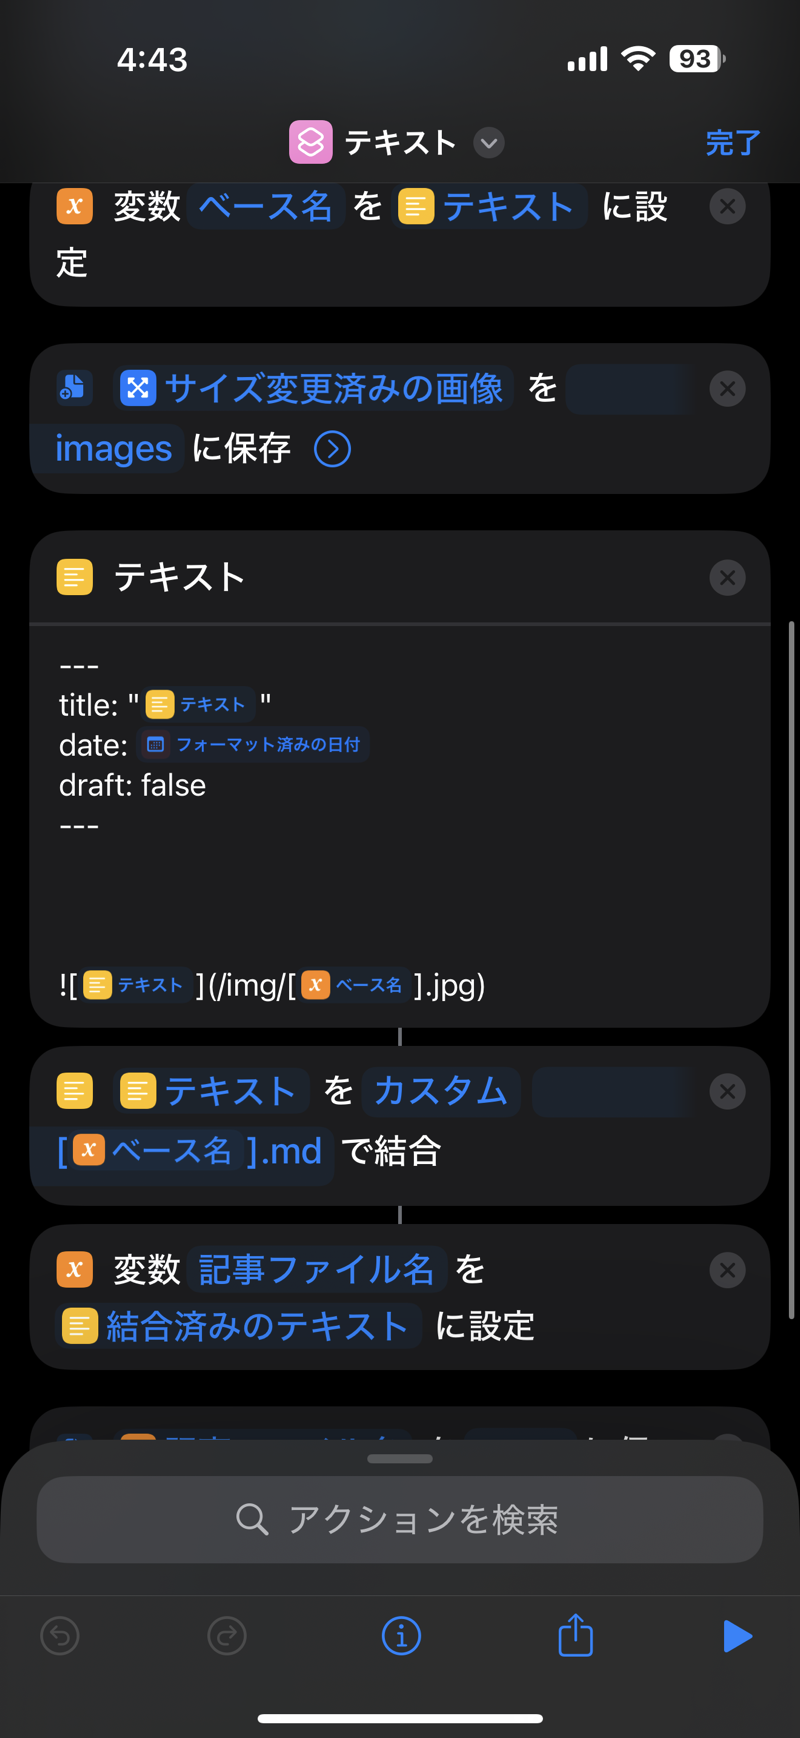 4:43
93
テキスト
完了
変数 ベース名 を テキスト に設
定
サイズ変更済みの画像 を
images に保存
テキスト
---
title: " テキスト "
date: フォーマット済みの日付
draft: false
---
![ テキスト ](/img/[ ベース名 ].jpg)
テキスト を カスタム
[ ベース名 ].md で結合
変数 記事ファイル名 を
結合済みのテキスト に設定
アクションを検索